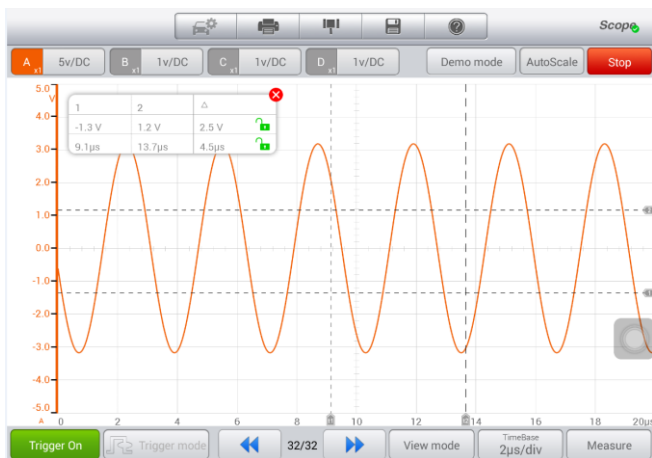 Scope
A x1 5v/DC B x1 1v/DC C x1 1v/DC D x1 1v/DC Demo mode AutoScale Stop
5.0
V
1 2 △
-1.3 V 1.2 V 2.5 V
9.1µs 13.7µs 4.5µs
4.0
3.0
2.0
1.0
0.0
-1.0
-2.0
-3.0
-4.0
-5.0
A 0 2 4 6 8 10 12 14 16 18 20µs
Trigger On Trigger mode 32/32 View mode TimeBase Measure
2µs/div